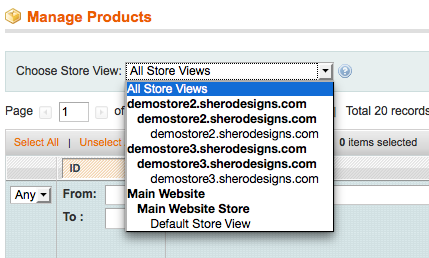 Manage Products
Choose Store View: All Store Views
All Store Views
demostore2.sherodesigns.com
demostore2.sherodesigns.com
demostore2.sherodesigns.com
demostore3.sherodesigns.com
demostore3.sherodesigns.com
demostore3.sherodesigns.com
Main Website
Main Website Store
Default Store View
Page 1 of Total 20 records
Select All | Unselect 0 items selected
ID
Any From:
To :